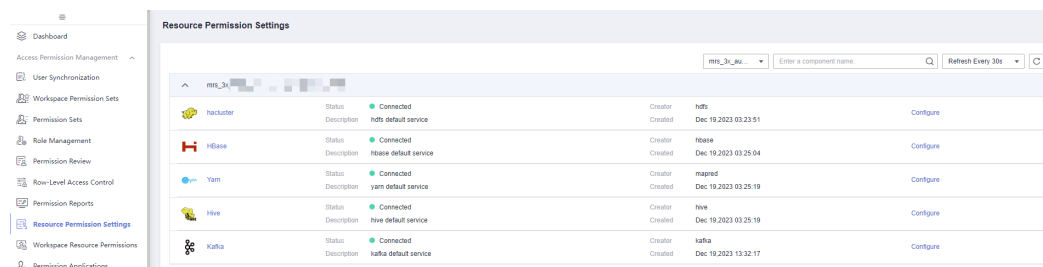 Resource Permission Settings
Dashboard
Access Permission Management
User Synchronization
Workspace Permission Sets
Permission Sets
Role Management
Permission Review
Row-Level Access Control
Permission Reports
Resource Permission Settings
Workspace Resource Permissions
Permission Applications
mrs_3x_au... Enter a component name. Refresh Every 30s
mrs_3x
hacluster Status Connected Creator hdfs Configure
Description hdfs default service Created Dec 19,2023 03:23:51
HBase Status Connected Creator hbase Configure
Description hbase default service Created Dec 19,2023 03:25:04
Yarn Status Connected Creator mapred Configure
Description yarn default service Created Dec 19,2023 03:25:19
Hive Status Connected Creator hive Configure
Description hive default service Created Dec 19,2023 03:25:19
Kafka Status Connected Creator kafka Configure
Description kafka default service Created Dec 19,2023 13:32:17